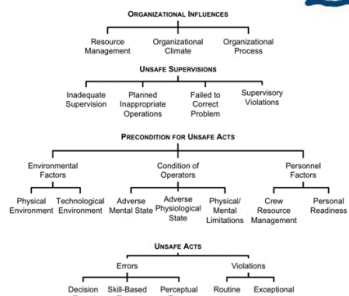 ORGANIZATIONAL INFLUENCES
Resource Management
Organizational Climate
Organizational Process
UNSAFE SUPERVISIONS
Inadequate Supervision
Planned Inappropriate Operations
Failed to Correct Problem
Supervisory Violations
PRECONDITION FOR UNSAFE ACTS
Environmental Factors
Condition of Operators
Personnel Factors
Physical Environment
Technological Environment
Adverse Mental State
Adverse Physiological State
Physical/ Mental Limitations
Crew Resource Management
Personal Readiness
UNSAFE ACTS
Errors
Violations
Decision
Skill-Based
Perceptual
Routine
Exceptional